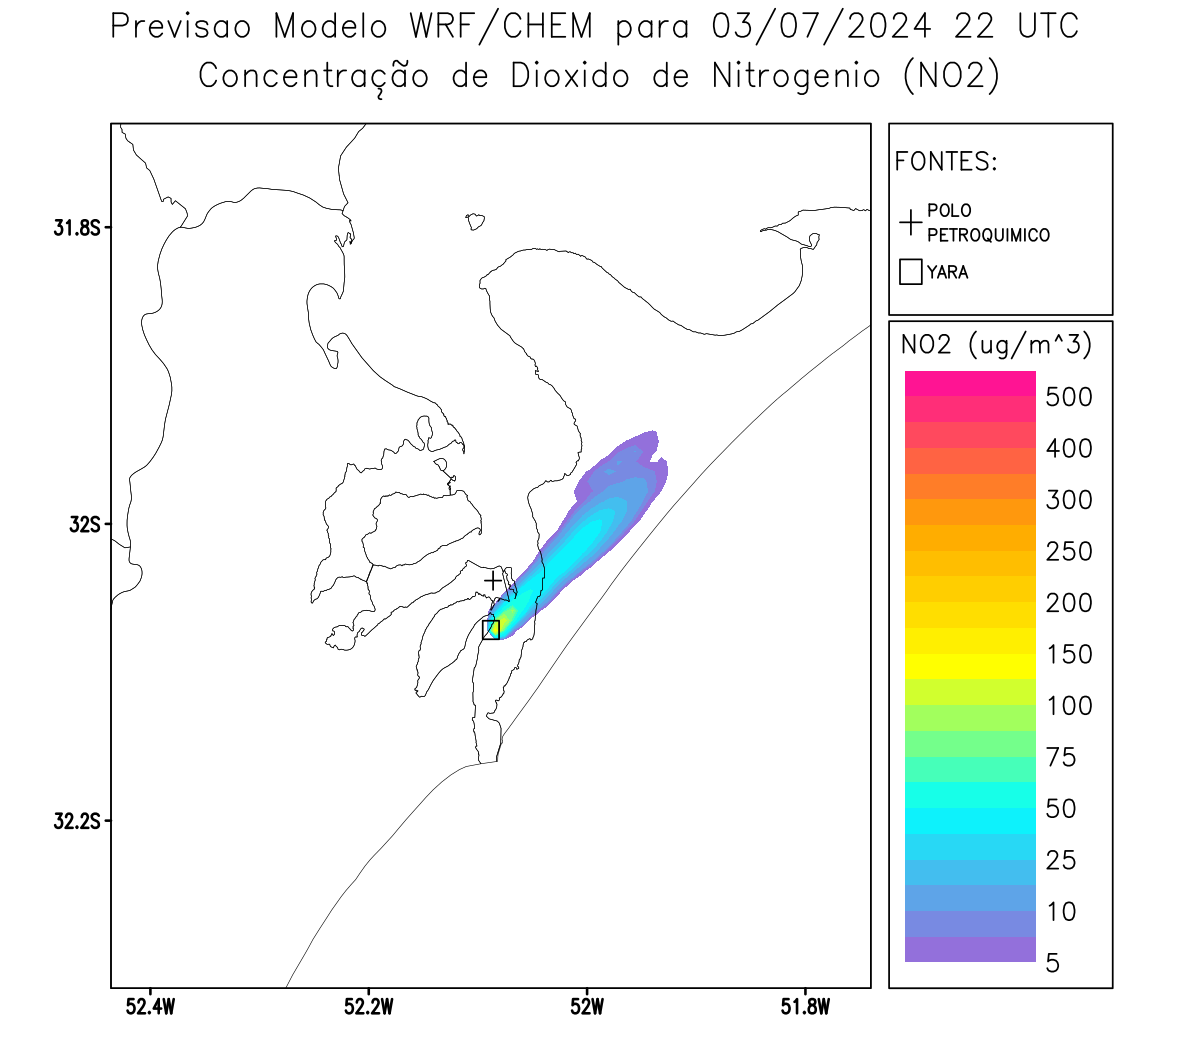 Previsao Modelo WRF/CHEM para 03/07/2024 22 UTC
Concentração de Dioxido de Nitrogenio (NO2)
FONTES:
POLO
PETROQUIMICO
YARA
NO2 (ug/m^3)
500
400
300
250
200
150
100
75
50
25
10
5
31.8S
32S
32.2S
52.4W
52.2W
52W
51.8W